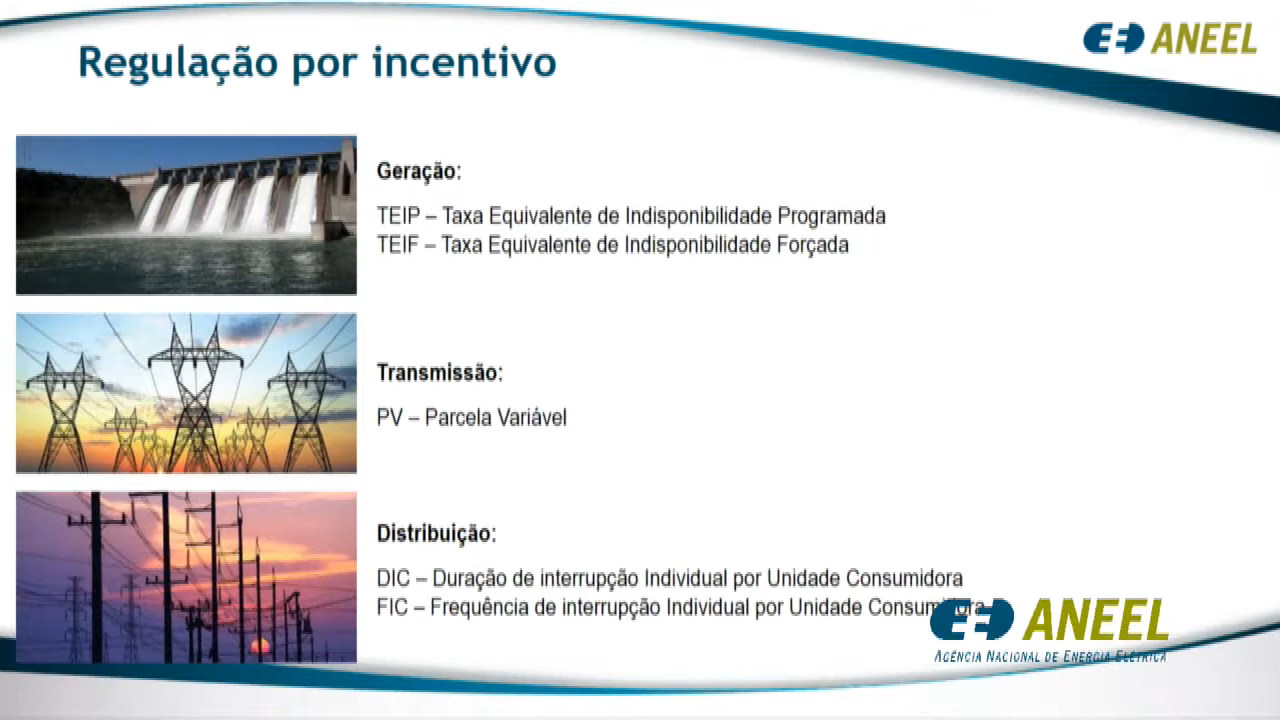 Regulação por incentivo
ANEEL
Geração:
TEIP – Taxa Equivalente de Indisponibilidade Programada
TEIF – Taxa Equivalente de Indisponibilidade Forçada
Transmissão:
PV – Parcela Variável
Distribuição:
DIC – Duração de interrupção Individual por Unidade Consumidora
FIC – Frequência de interrupção Individual por Unidade Consumidora
ANEEL
AGÊNCIA NACIONAL DE ENERGIA ELÉTRICA